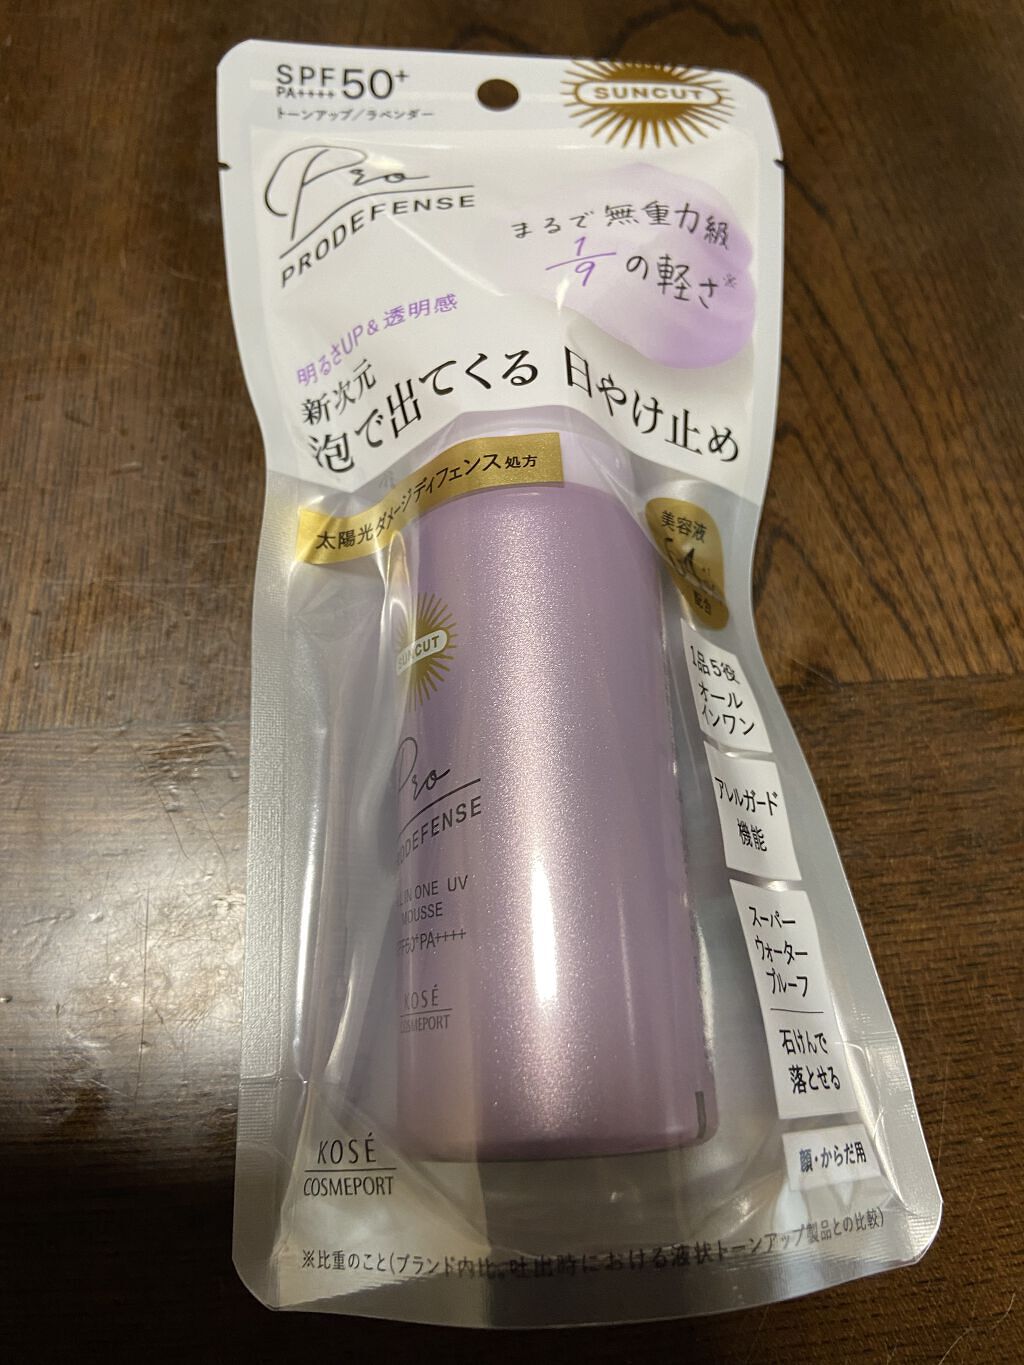 SPF50+
PA++++
トーンアップ/ラベンダー
SUNCUT
Pro
PRODEFENSE
まるで無重力級
1/9の軽さ※
明るさUP&透明感
新次元
泡で出てくる 日やけ止め
太陽光ダメージディフェンス処方
美容液
配合
SUNCUT
Pro
PRODEFENSE
ALL IN ONE UV
MOUSSE
SPF50+PA++++
KOSÉ
COSMEPORT
1品5役
オール
インワン
アレルガード
機能
スーパー
ウォーター
プルーフ
石けんで
落とせる
顔・からだ用
KOSÉ
COSMEPORT
※比重のこと(ブランド内比。吐出時における液状トーンアップ製品との比較)